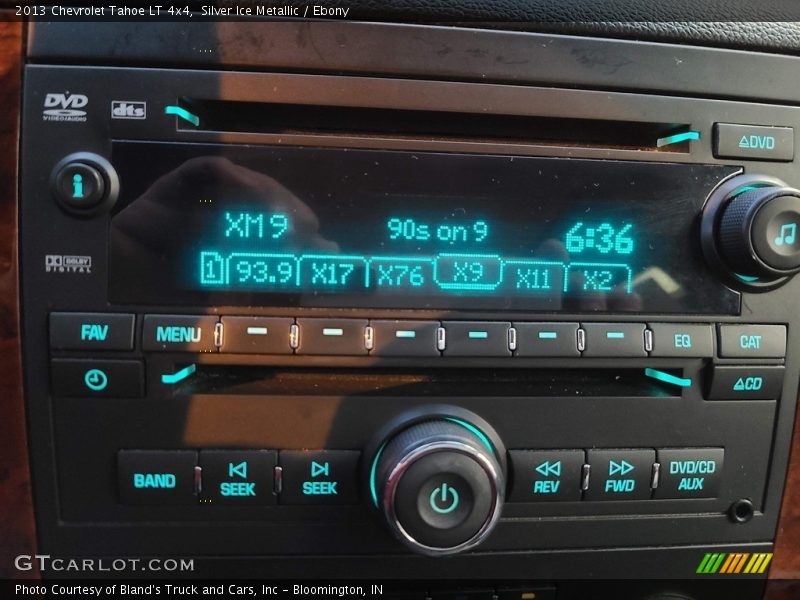 2013 Chevrolet Tahoe LT 4x4, Silver Ice Metallic / Ebony
DVD
VIDEO/AUDIO
dts
DVD
i
XM 9
90s on 9
6:36
1 93.9 X17 X76 X9 X11 X2
DOLBY
DIGITAL
FAV
MENU
EQ
CAT
CD
BAND
SEEK
SEEK
REV
FWD
DVD/CD
AUX
GTCARLOT.COM
Photo Courtesy of Bland's Truck and Cars, Inc - Bloomington, IN